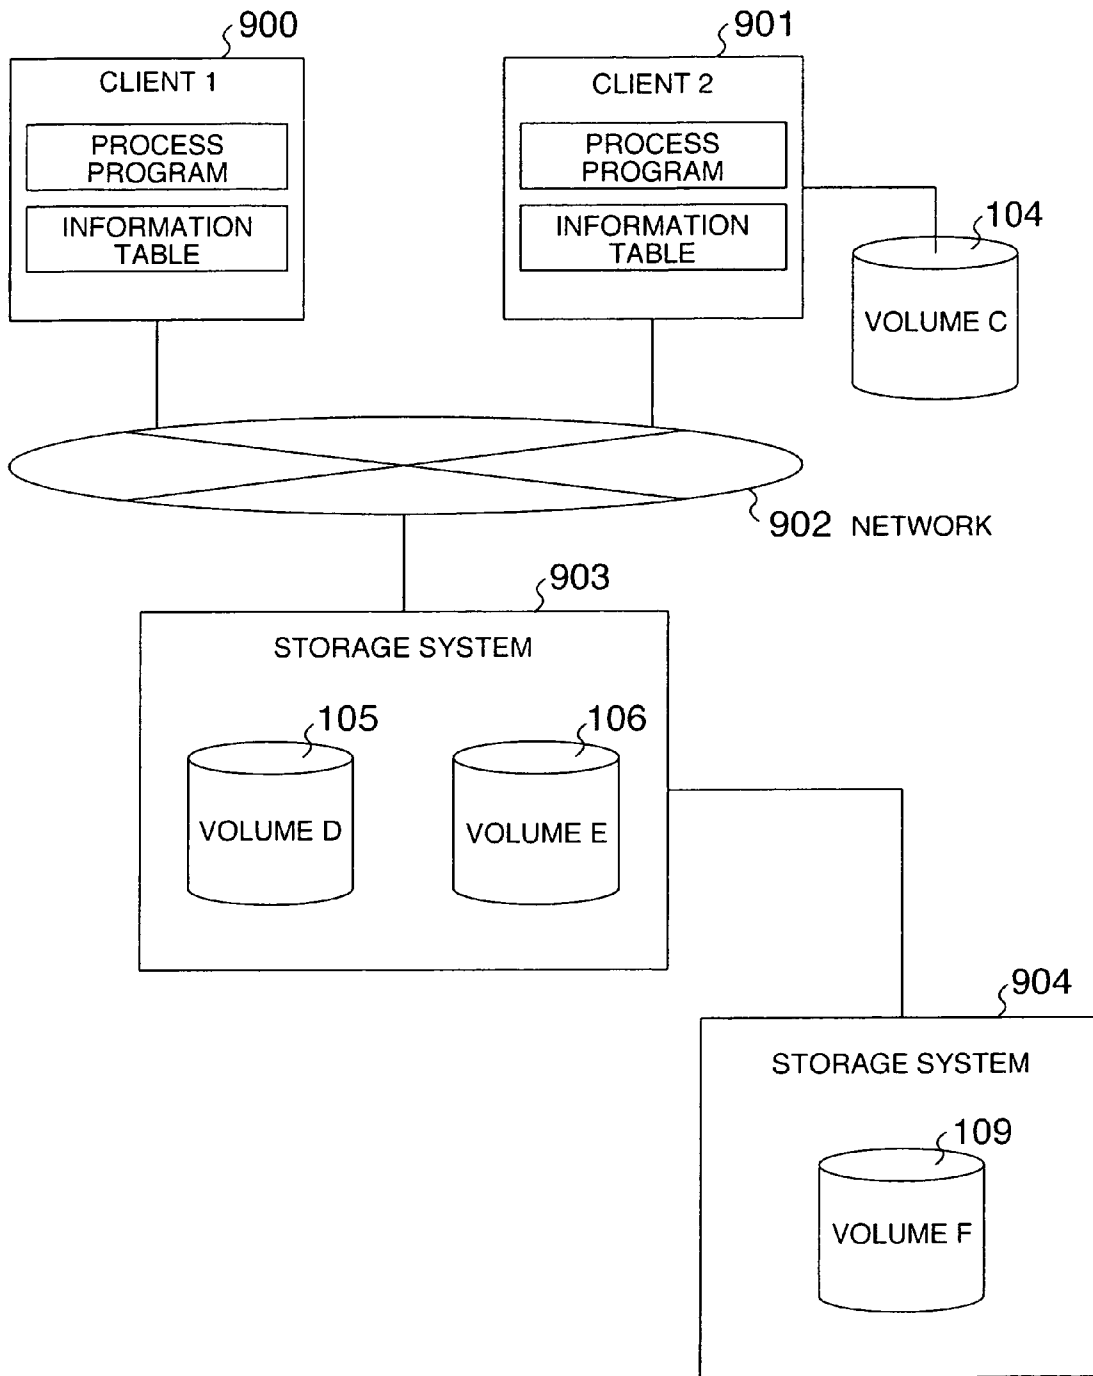 900
901
CLIENT 1
PROCESS
PROGRAM
INFORMATION
TABLE
CLIENT 2
PROCESS
PROGRAM
INFORMATION
TABLE
104
VOLUME C
902 NETWORK
903
STORAGE SYSTEM
105
VOLUME D
106
VOLUME E
904
STORAGE SYSTEM
109
VOLUME F